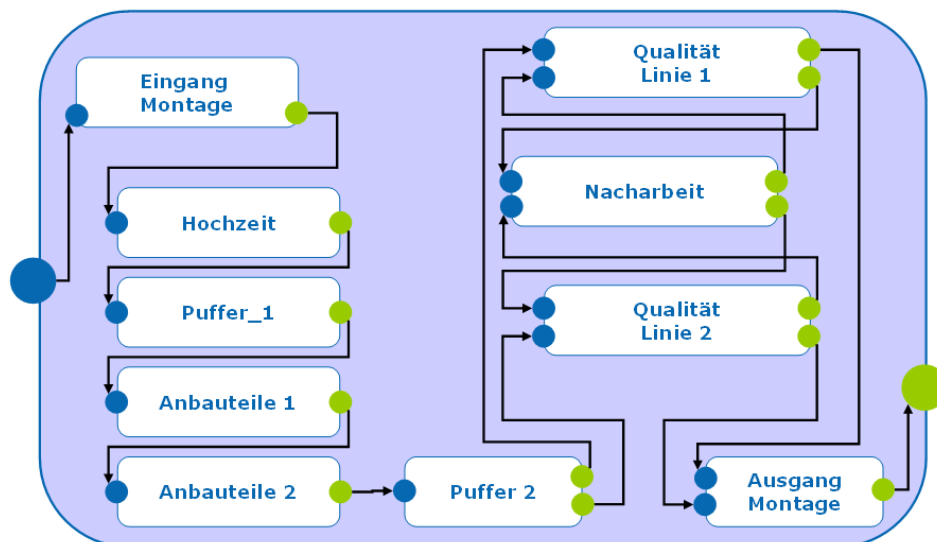 Eingang
Montage
Hochzeit
Puffer_1
Anbauteile 1
Anbauteile 2
Puffer 2
Qualität
Linie 1
Nacharbeit
Qualität
Linie 2
Ausgang
Montage